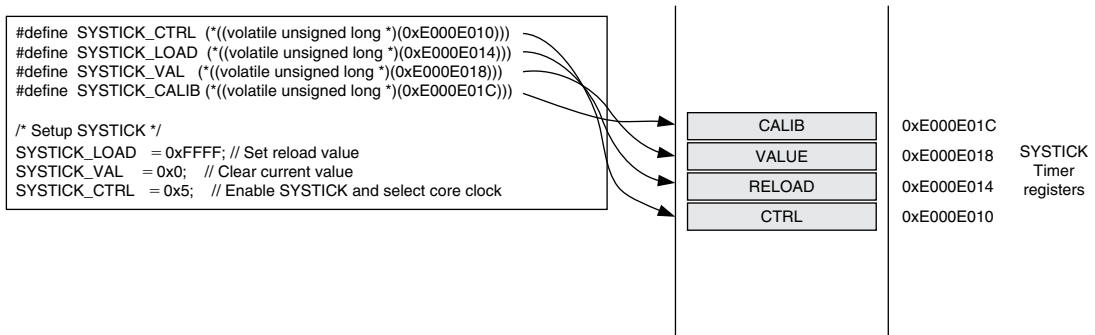 #define SYSTICK_CTRL (*((volatile unsigned long *)(0xE000E010)))
#define SYSTICK_LOAD (*((volatile unsigned long *)(0xE000E014)))
#define SYSTICK_VAL (*((volatile unsigned long *)(0xE000E018)))
#define SYSTICK_CALIB (*((volatile unsigned long *)(0xE000E01C)))
/* Setup SYSTICK */
SYSTICK_LOAD = 0xFFFF; // Set reload value
SYSTICK_VAL = 0x0; // Clear current value
SYSTICK_CTRL = 0x5; // Enable SYSTICK and select core clock
CALIB 0xE000E01C
VALUE 0xE000E018
RELOAD 0xE000E014
CTRL 0xE000E010
SYSTICK
Timer
registers